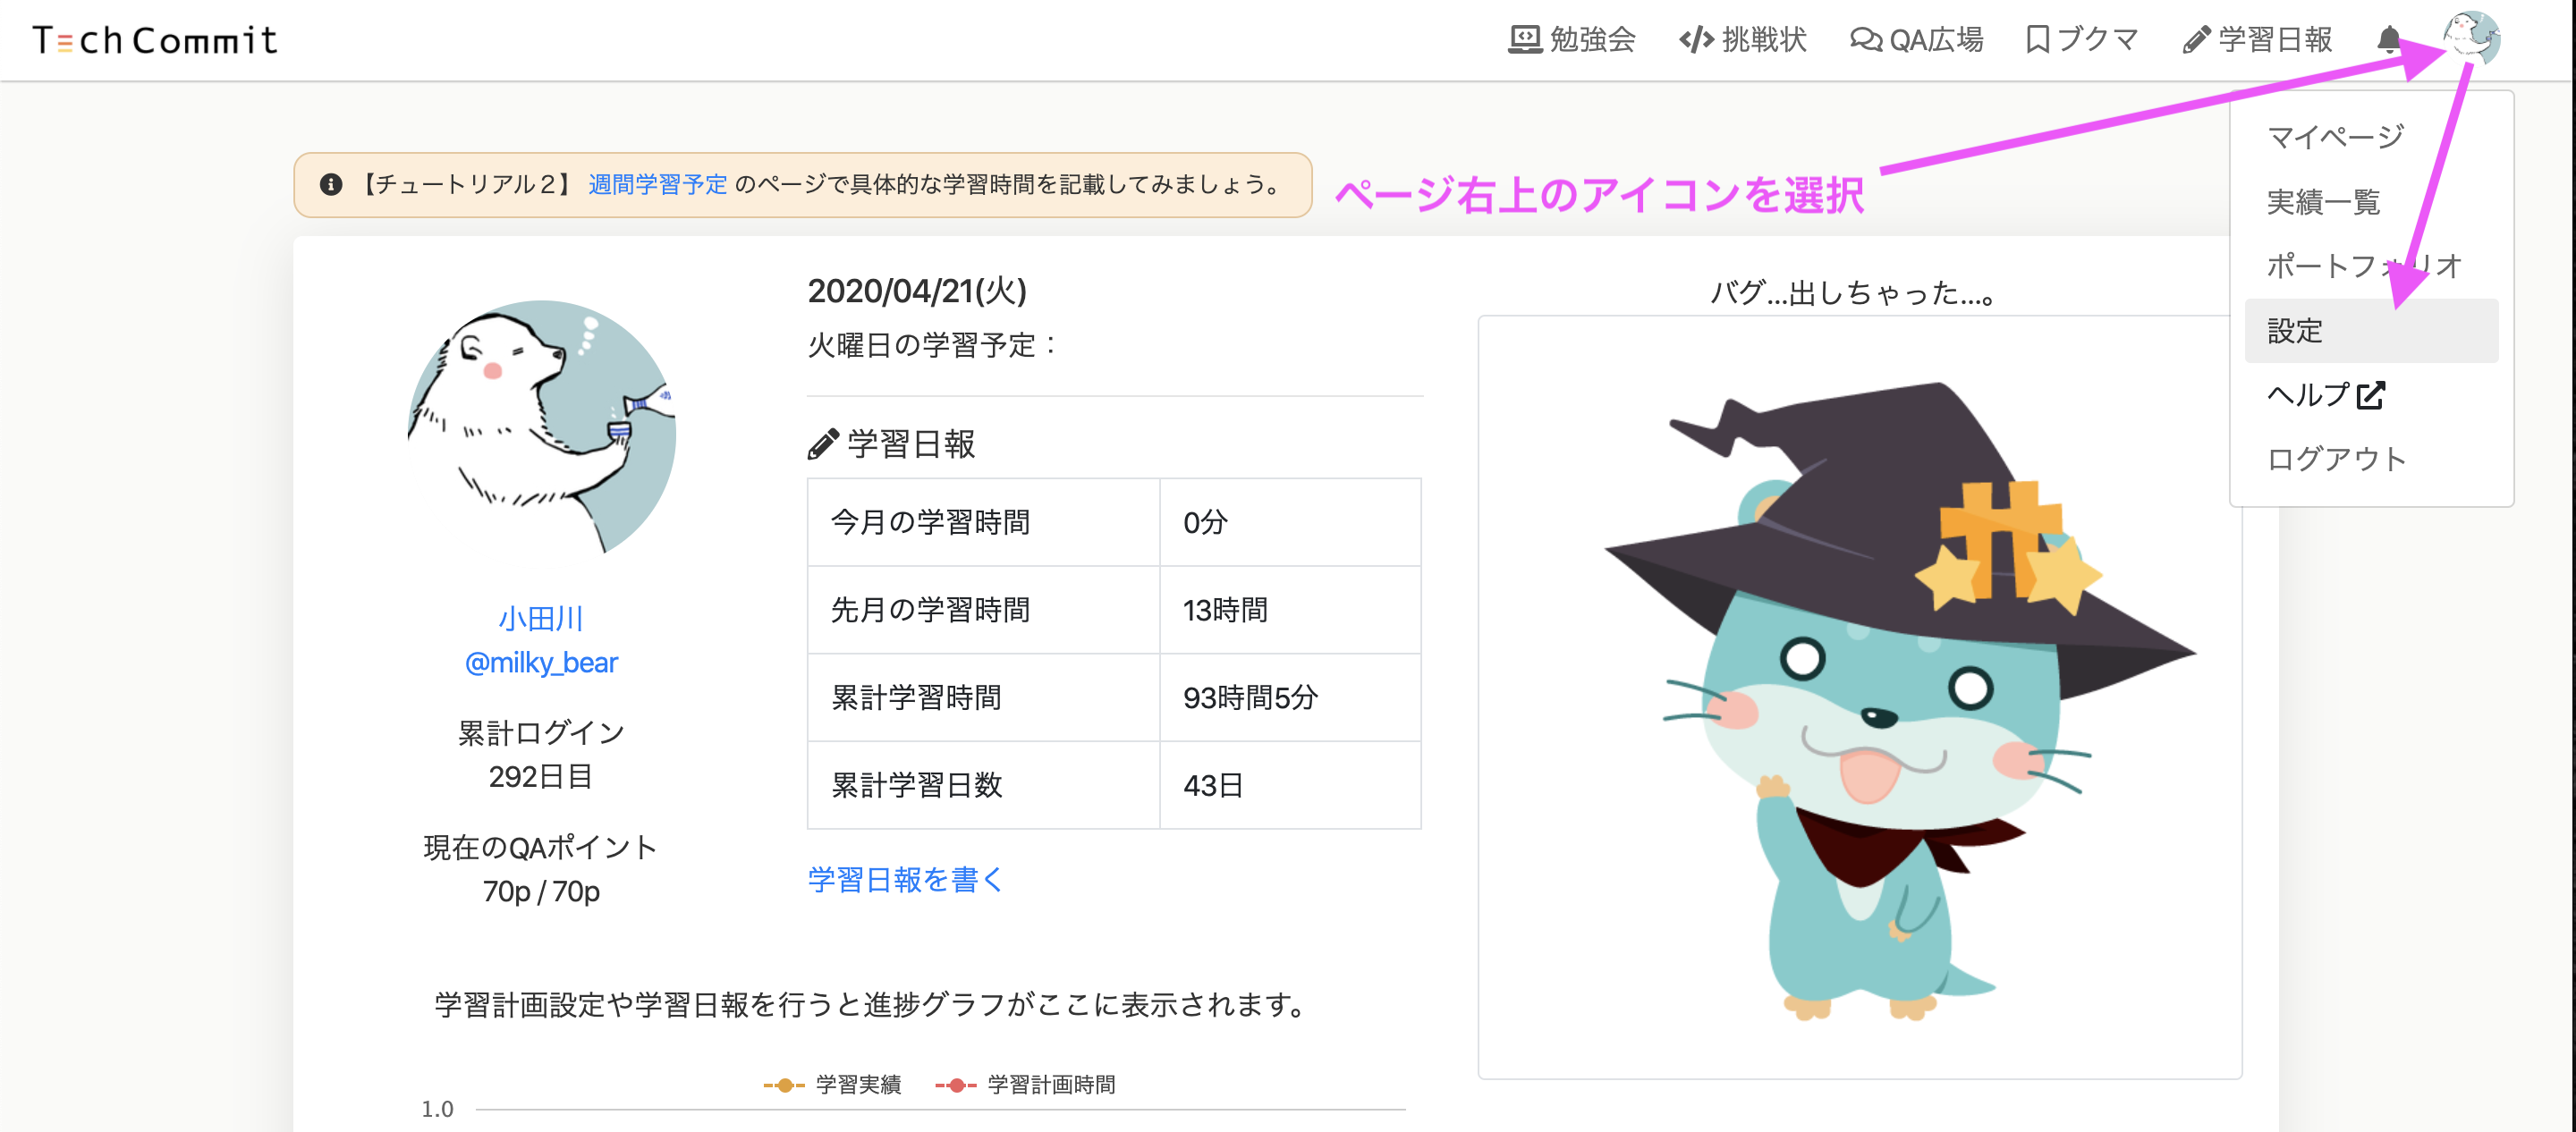 Tech Commit
勉強会 挑戦状 QA広場 ブクマ 学習日報
【チュートリアル２】 週間学習予定 のページで具体的な学習時間を記載してみましょう。
ページ右上のアイコンを選択
マイページ
実績一覧
ポートフォリオ
設定
ヘルプ
ログアウト
小田川
@milky_bear
累計ログイン
292日目
現在のQAポイント
70p / 70p
2020/04/21(火)
火曜日の学習予定：
学習日報
今月の学習時間 0分
先月の学習時間 13時間
累計学習時間 93時間5分
累計学習日数 43日
学習日報を書く
バグ...出しちゃった...。
学習計画設定や学習日報を行うと進捗グラフがここに表示されます。
学習実績 学習計画時間
1.0